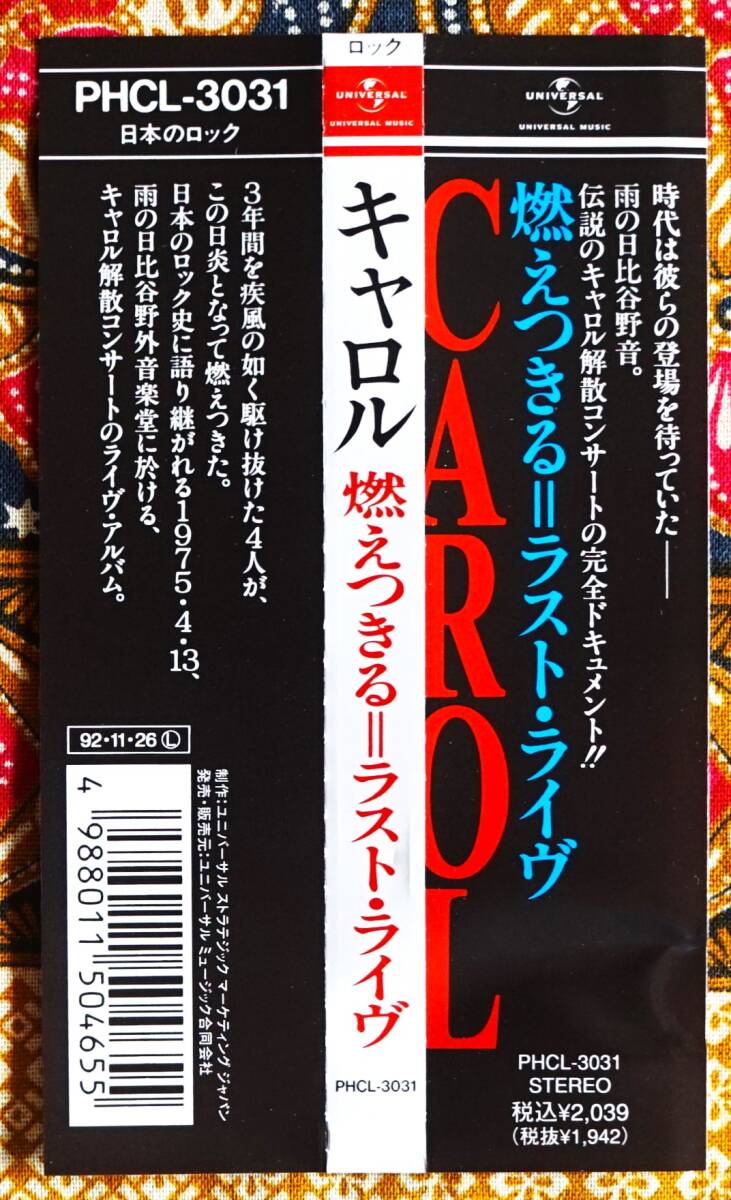 PHCL-3031
日本のロック
3年間を疾風の如く駆け抜けた4人が、
この日炎となって燃えつきた。
日本のロック史に語り継がれる1975・4・13、
雨の日比谷野外音楽堂に於ける、
キャロル解散コンサートのライヴ・アルバム。
92・11・26 Ⓛ
4 988011 504655
制作:ユニバーサル ストラテジック マーケティング ジャパン
発売・販売元:ユニバーサル ミュージック合同会社
ロック
UNIVERSAL
UNIVERSAL MUSIC
キャロル 燃えつきる=ラスト・ライヴ
PHCL-3031
UNIVERSAL
UNIVERSAL MUSIC
時代は彼らの登場を待っていた——
雨の日比谷野音。
伝説のキャロル解散コンサートの完全ドキュメント!!
燃えつきる=ラスト・ライヴ
CAROL
PHCL-3031
STEREO
税込¥2,039
(税抜¥1,942)